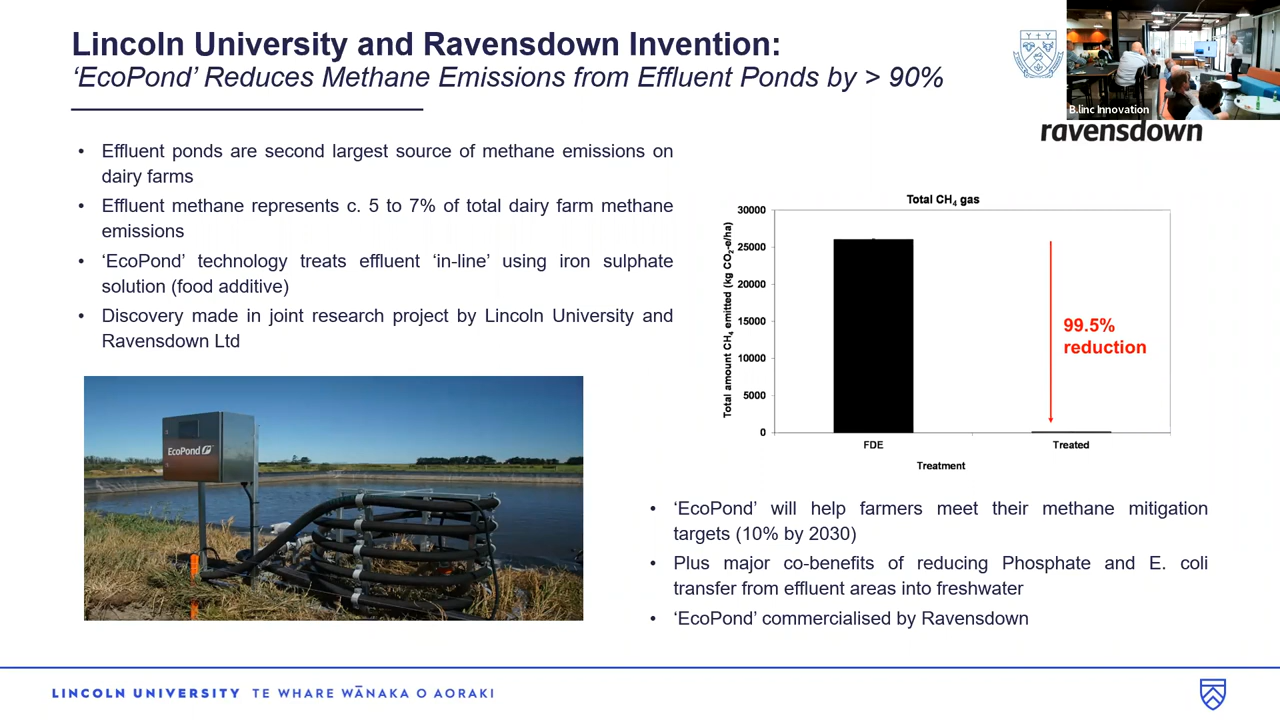 Lincoln University and Ravensdown Invention:
‘EcoPond’ Reduces Methane Emissions from Effluent Ponds by > 90%
B.linc Innovation
ravensdown
• Effluent ponds are second largest source of methane emissions on
dairy farms
• Effluent methane represents c. 5 to 7% of total dairy farm methane
emissions
• ‘EcoPond’ technology treats effluent ‘in-line’ using iron sulphate
solution (food additive)
• Discovery made in joint research project by Lincoln University and
Ravensdown Ltd
EcoPond
Total CH₄ gas
Total amount CH₄ emitted (kg CO₂-e/ha)
30000
25000
20000
15000
10000
5000
0
99.5%
reduction
FDE
Treated
Treatment
• ‘EcoPond’ will help farmers meet their methane mitigation
targets (10% by 2030)
• Plus major co-benefits of reducing Phosphate and E. coli
transfer from effluent areas into freshwater
• ‘EcoPond’ commercialised by Ravensdown
LINCOLN UNIVERSITY TE WHARE WĀNAKA O AORAKI